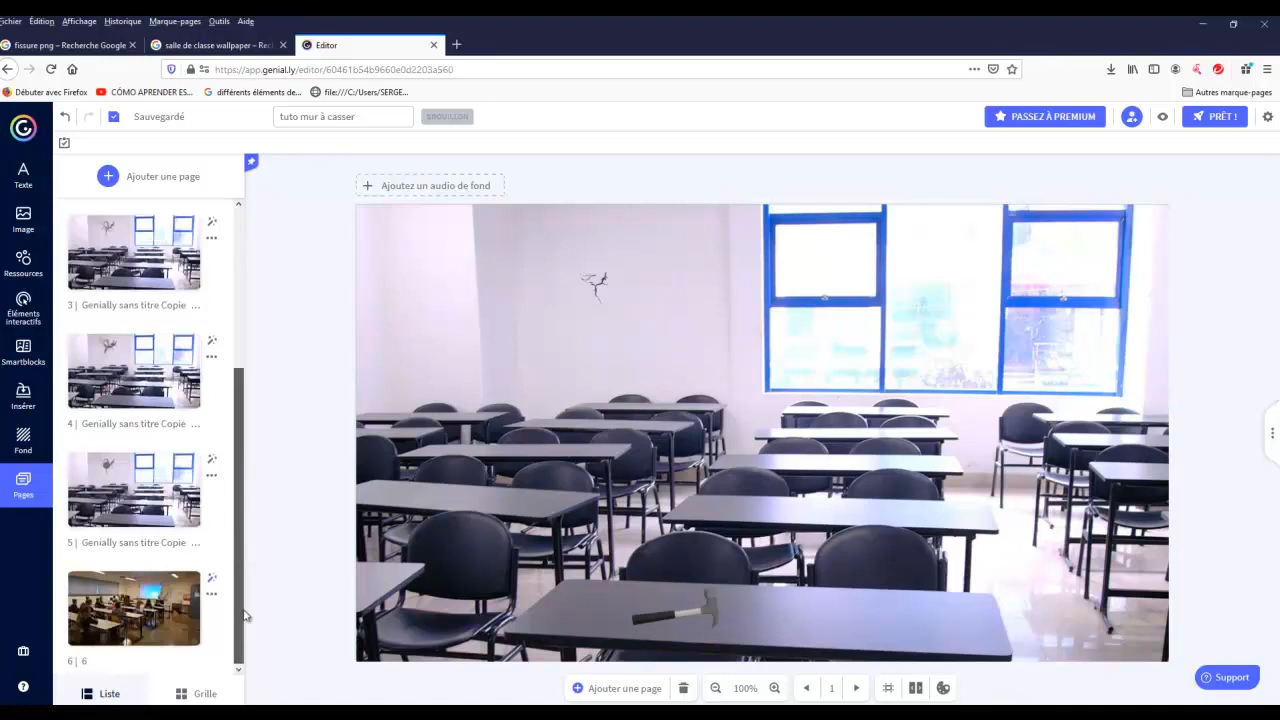 ichier Édition Affichage Historique Marque-pages Outils Aide
fissure png – Recherche Google
salle de classe wallpaper – Rec
Editor
https://app.genial.ly/editor/60461b54b9660e0d2203a560
Débuter avec Firefox
CÓMO APRENDER ES...
différents éléments de...
file:///C:/Users/SERGE...
Autres marque-pages
Sauvegardé
tuto mur à casser
BROUILLON
PASSEZ À PREMIUM
PRÊT !
Ajouter une page
Ajoutez un audio de fond
Texte
Image
Ressources
Éléments interactifs
Smartblocks
Insérer
Fond
Pages
3 | Genially sans titre Copie ...
4 | Genially sans titre Copie ...
5 | Genially sans titre Copie ...
6 | 6
Liste
Grille
Ajouter une page
100%
1
Support